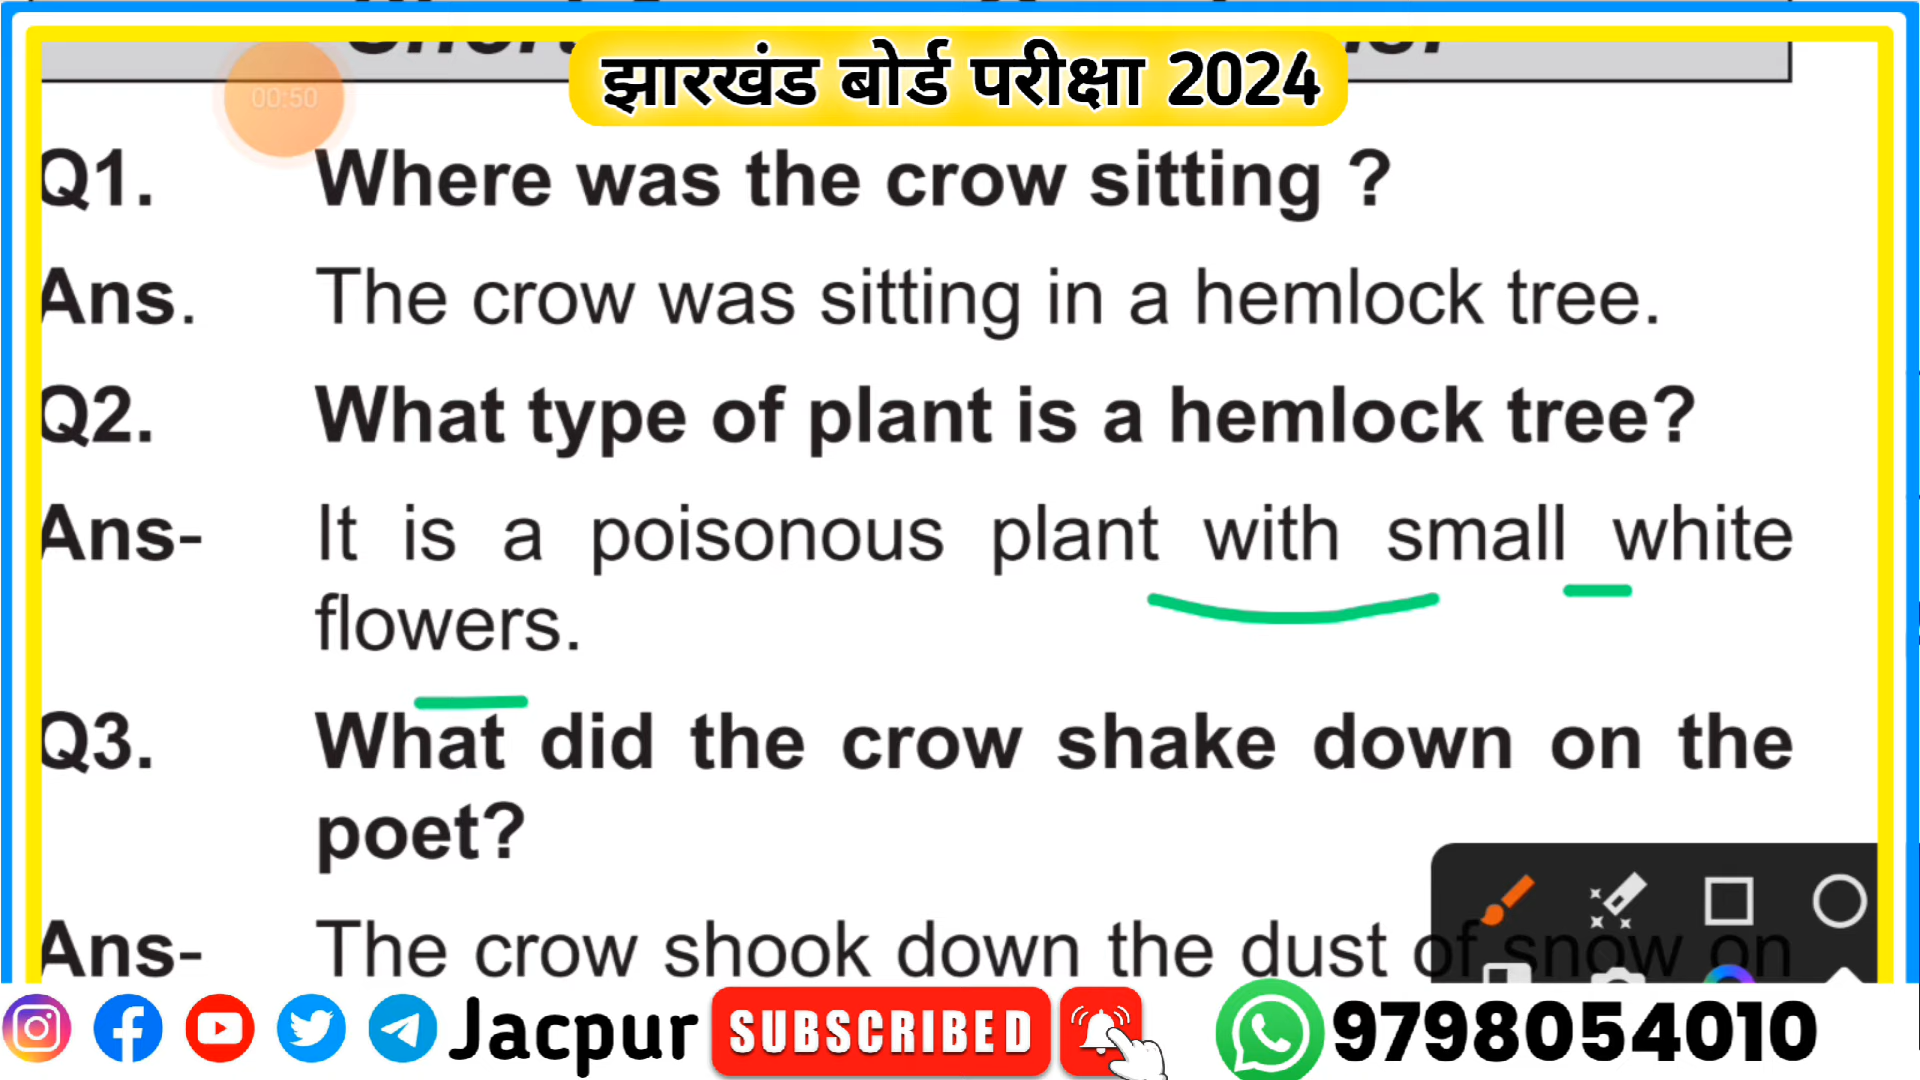 झारखंड बोर्ड परीक्षा 2024
00:50
Q1. Where was the crow sitting ?
Ans. The crow was sitting in a hemlock tree.
Q2. What type of plant is a hemlock tree?
Ans- It is a poisonous plant with small white
flowers.
Q3. What did the crow shake down on the
poet?
Ans- The crow shook down the dust of snow on
Jacpur SUBSCRIBED 9798054010